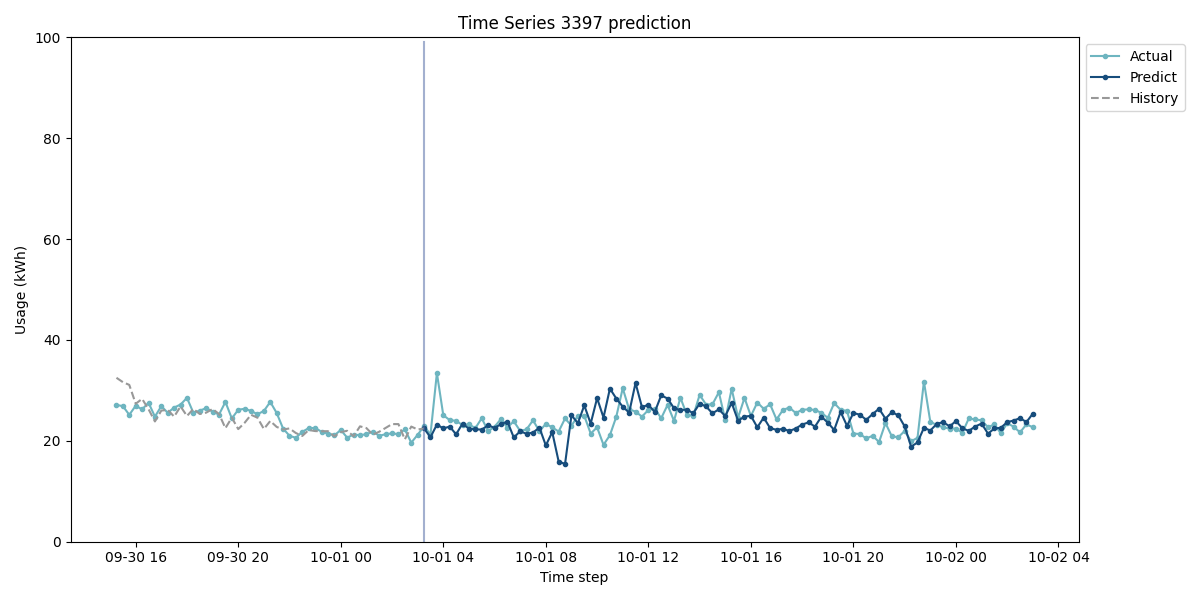 Time Series 3397 prediction
Actual
Predict
History
Usage (kWh)
100
80
60
40
20
0
09-30 16
09-30 20
10-01 00
10-01 04
10-01 08
10-01 12
10-01 16
10-01 20
10-02 00
10-02 04
Time step